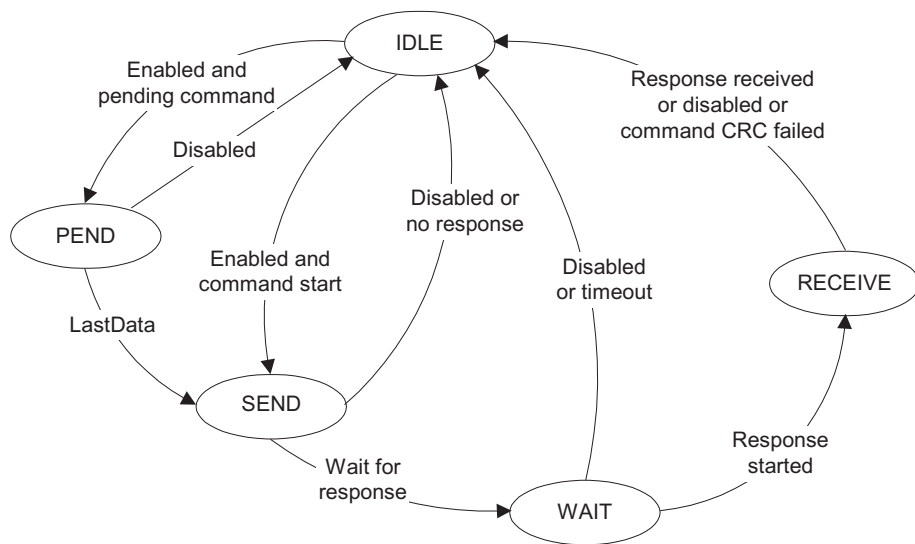 IDLE
Enabled and
pending command
Response received
or disabled or
command CRC failed
Disabled
Disabled or
no response
PEND
Enabled and
command start
Disabled
or timeout
RECEIVE
LastData
SEND
Response
started
Wait for
response
WAIT